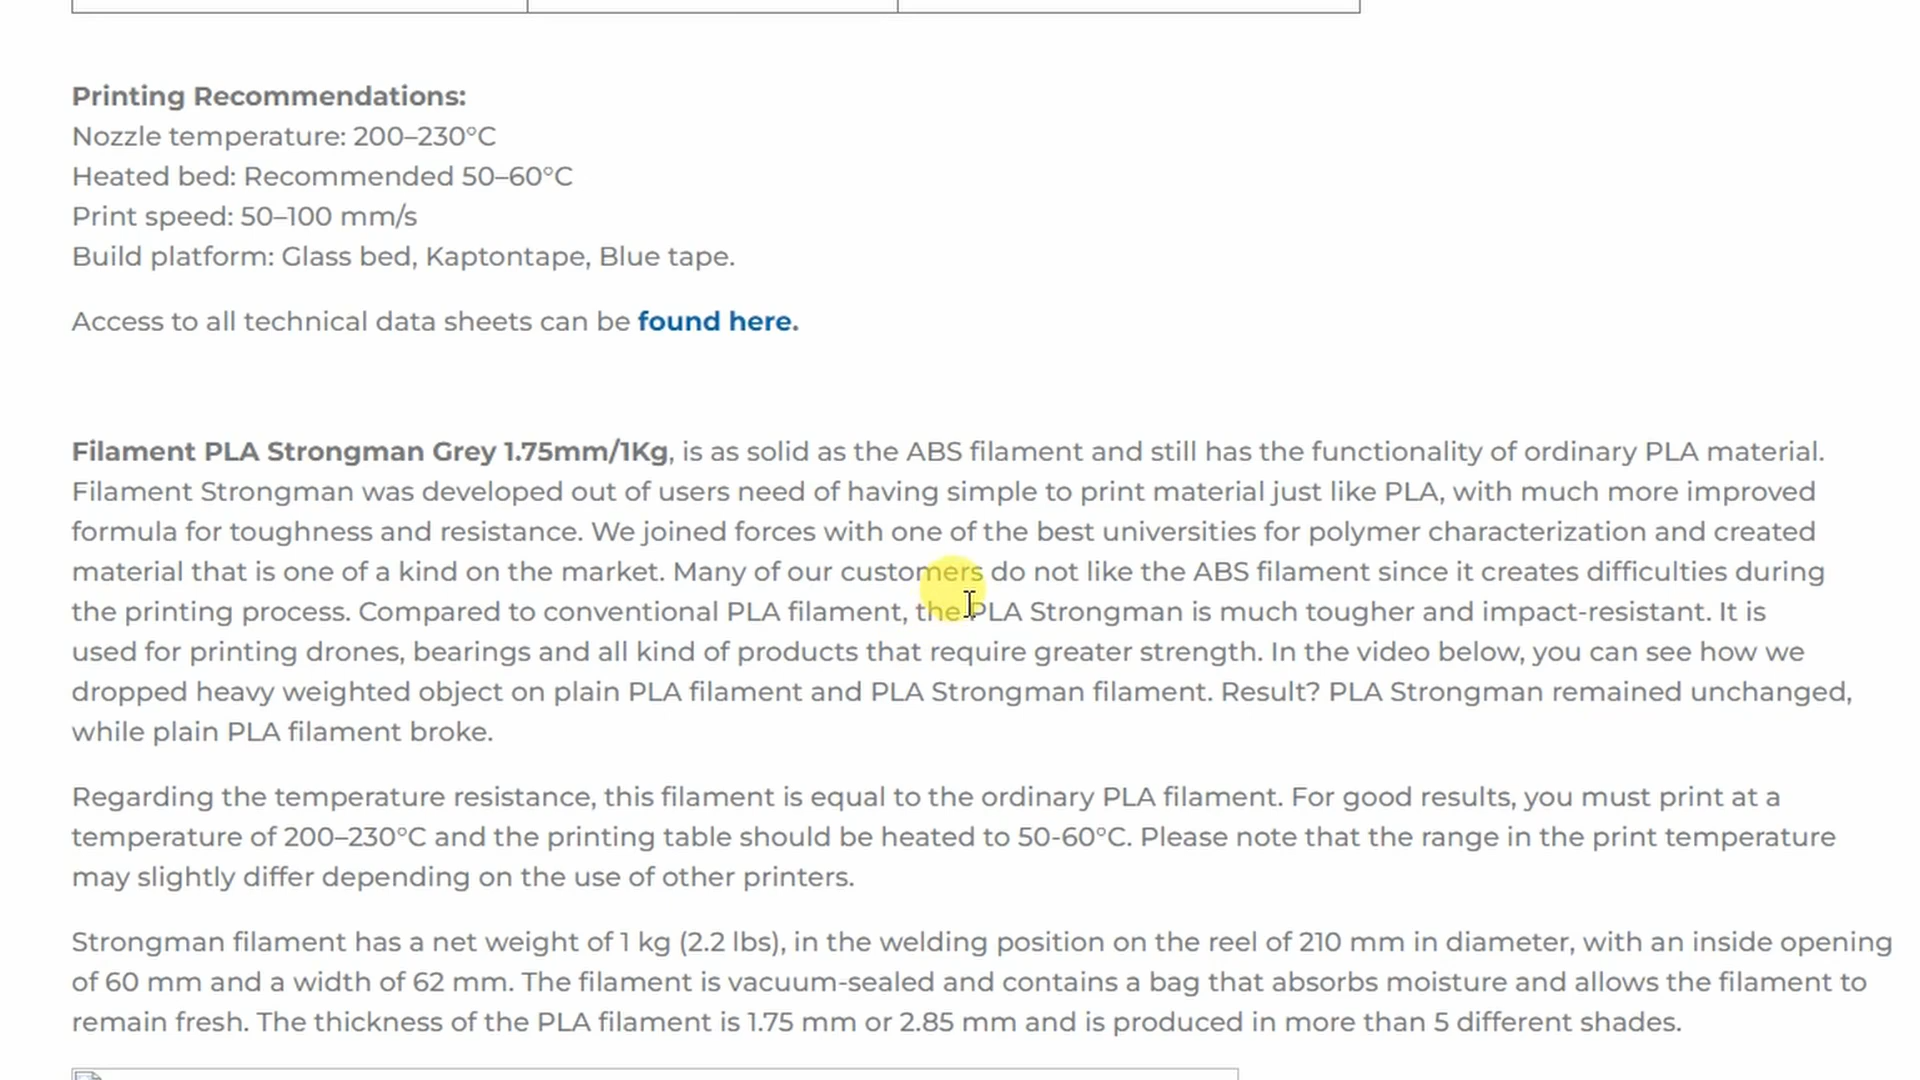 Printing Recommendations:
Nozzle temperature: 200–230°C
Heated bed: Recommended 50–60°C
Print speed: 50–100 mm/s
Build platform: Glass bed, Kaptontape, Blue tape.
Access to all technical data sheets can be found here.
Filament PLA Strongman Grey 1.75mm/1Kg, is as solid as the ABS filament and still has the functionality of ordinary PLA material.
Filament Strongman was developed out of users need of having simple to print material just like PLA, with much more improved
formula for toughness and resistance. We joined forces with one of the best universities for polymer characterization and created
material that is one of a kind on the market. Many of our customers do not like the ABS filament since it creates difficulties during
the printing process. Compared to conventional PLA filament, the PLA Strongman is much tougher and impact-resistant. It is
used for printing drones, bearings and all kind of products that require greater strength. In the video below, you can see how we
dropped heavy weighted object on plain PLA filament and PLA Strongman filament. Result? PLA Strongman remained unchanged,
while plain PLA filament broke.
Regarding the temperature resistance, this filament is equal to the ordinary PLA filament. For good results, you must print at a
temperature of 200–230°C and the printing table should be heated to 50-60°C. Please note that the range in the print temperature
may slightly differ depending on the use of other printers.
Strongman filament has a net weight of 1 kg (2.2 lbs), in the welding position on the reel of 210 mm in diameter, with an inside opening
of 60 mm and a width of 62 mm. The filament is vacuum-sealed and contains a bag that absorbs moisture and allows the filament to
remain fresh. The thickness of the PLA filament is 1.75 mm or 2.85 mm and is produced in more than 5 different shades.